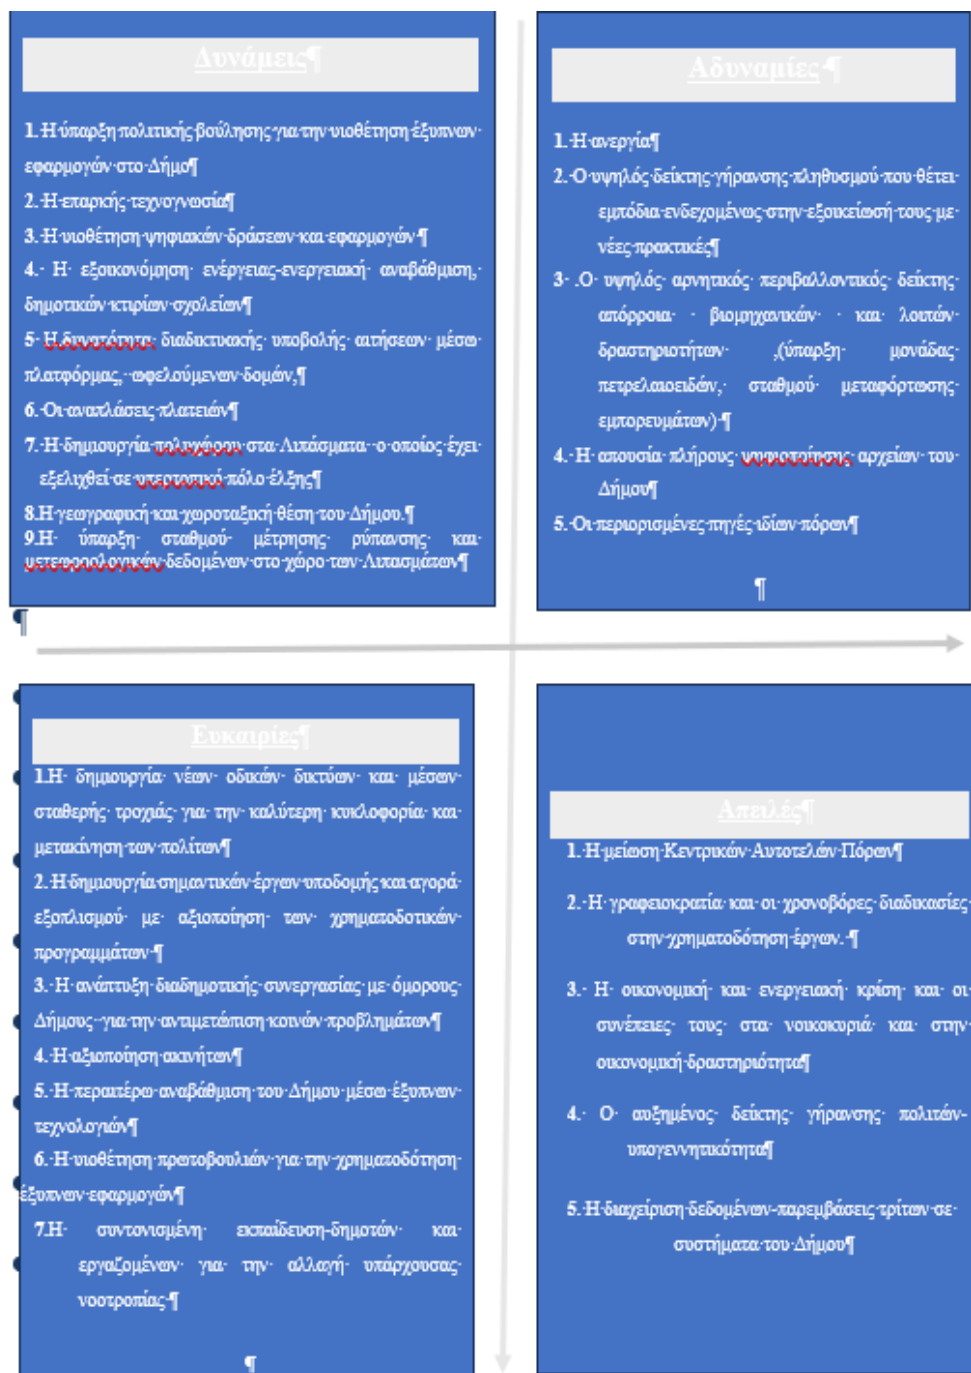 Δυνάμεις¶
1.Η ύπαρξη πολιτικής βούλησης για την υιοθέτηση έξυπνων
εφαρμογών στο Δήμο¶
2. Η επαρκής τεχνογνωσία¶
3. Η υιοθέτηση ψηφιακών δράσεων και εφαρμογών ¶
4. Η εξοικονόμηση ενέργειας-ενεργειακή αναβάθμιση,
δημοτικών κτιρίων σχολείων¶
5 Η δυνατότητα διαδικτυακής υποβολής αιτήσεων μέσω
πλατφόρμας, ωφελούμενων δομών,¶
6. Οι αναπλάσεις πλατειών¶
7. Η δημιουργία πολυχώρου στα Λιπάσματα ο οποίος έχει
εξελιχθεί σε υπερτοπικό πόλο έλξης¶
8.Η γεωγραφική και χωροταξική θέση του Δήμου.¶
9.Η ύπαρξη σταθμού μέτρησης ρύπανσης και
μετεωρολογικών δεδομένων στο χώρο των Λιπασμάτων¶
¶
Αδυναμίες ¶
1. Η ανεργία¶
2. Ο υψηλός δείκτης γήρανσης πληθυσμού που θέτει
εμπόδια ενδεχομένως στην εξοικείωσή τους με
νέες πρακτικές¶
3 .Ο υψηλός αρνητικός περιβαλλοντικός δείκτης
απόρροια βιομηχανικών και λοιπών
δραστηριοτήτων ,(ύπαρξη μονάδας
πετρελαιοειδών, σταθμού μεταφόρτωσης
εμπορευμάτων) ¶
4. Η απουσία πλήρους ψηφιοποίησης αρχείων του
Δήμου¶
5. Οι περιορισμένες πηγές ιδίων πόρων¶
¶
Ευκαιρίες¶
1.Η δημιουργία νέων οδικών δικτύων και μέσων
σταθερής τροχιάς για την καλύτερη κυκλοφορία και
μετακίνηση των πολιτών¶
2. Η δημιουργία σημαντικών έργων υποδομής και αγορά
εξοπλισμού με αξιοποίηση των χρηματοδοτικών
προγραμμάτων ¶
3. Η ανάπτυξη διαδημοτικής συνεργασίας με όμορους
Δήμους για την αντιμετώπιση κοινών προβλημάτων¶
4. Η αξιοποίηση ακινήτων¶
5. Η περαιτέρω αναβάθμιση του Δήμου μέσω έξυπνων
τεχνολογιών¶
6. Η υιοθέτηση πρωτοβουλιών για την χρηματοδότηση
έξυπνων εφαρμογών¶
7.Η συντονισμένη εκπαίδευση δημοτών και
εργαζομένων για την αλλαγή υπάρχουσας
νοοτροπίας ¶
¶
Απειλές¶
1. Η μείωση Κεντρικών Αυτοτελών Πόρων¶
2. Η γραφειοκρατία και οι χρονοβόρες διαδικασίες
στην χρηματοδότηση έργων. ¶
3. Η οικονομική και ενεργειακή κρίση και οι
συνέπειες τους στα νοικοκυριά και στην
οικονομική δραστηριότητα¶
4. Ο αυξημένος δείκτης γήρανσης πολιτών-
υπογεννητικότητα¶
5. Η διαχείριση δεδομένων-παρεμβάσεις τρίτων σε
συστήματα του Δήμου¶